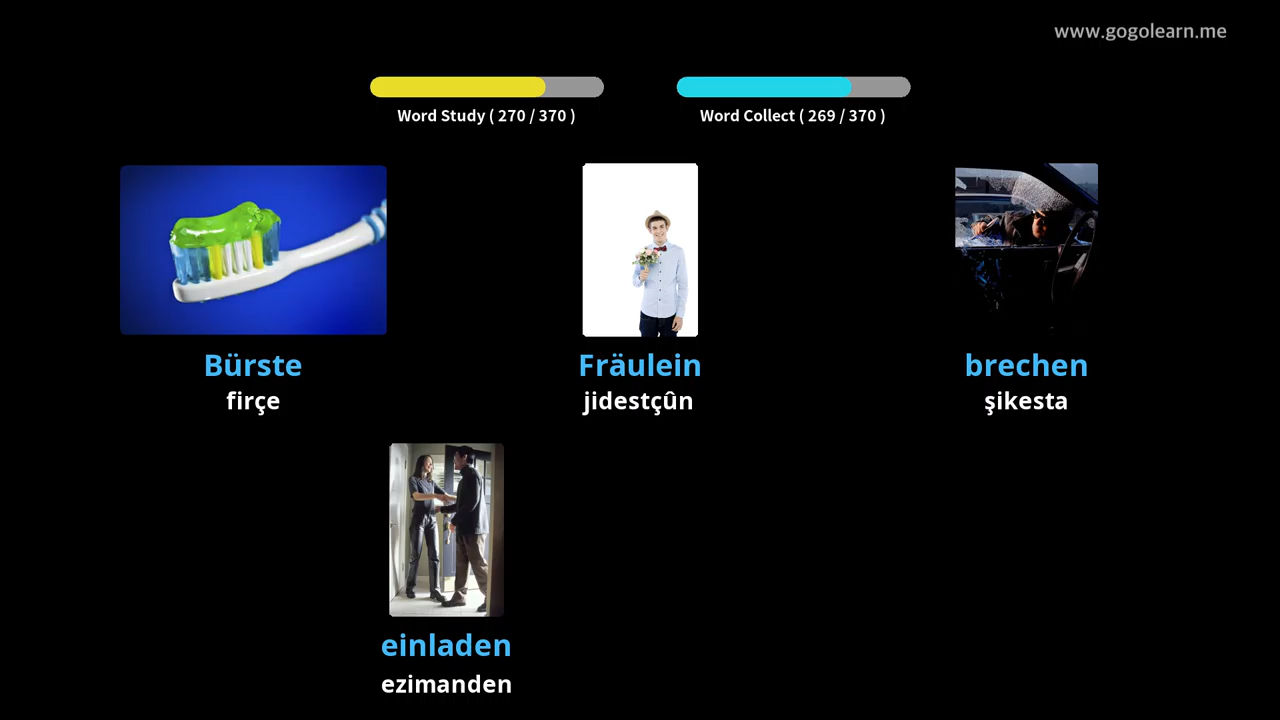 www.gogolearn.me
Word Study ( 270 / 370 )
Word Collect ( 269 / 370 )
Bürste
firçe
Fräulein
jidestçûn
brechen
şikesta
einladen
ezimanden